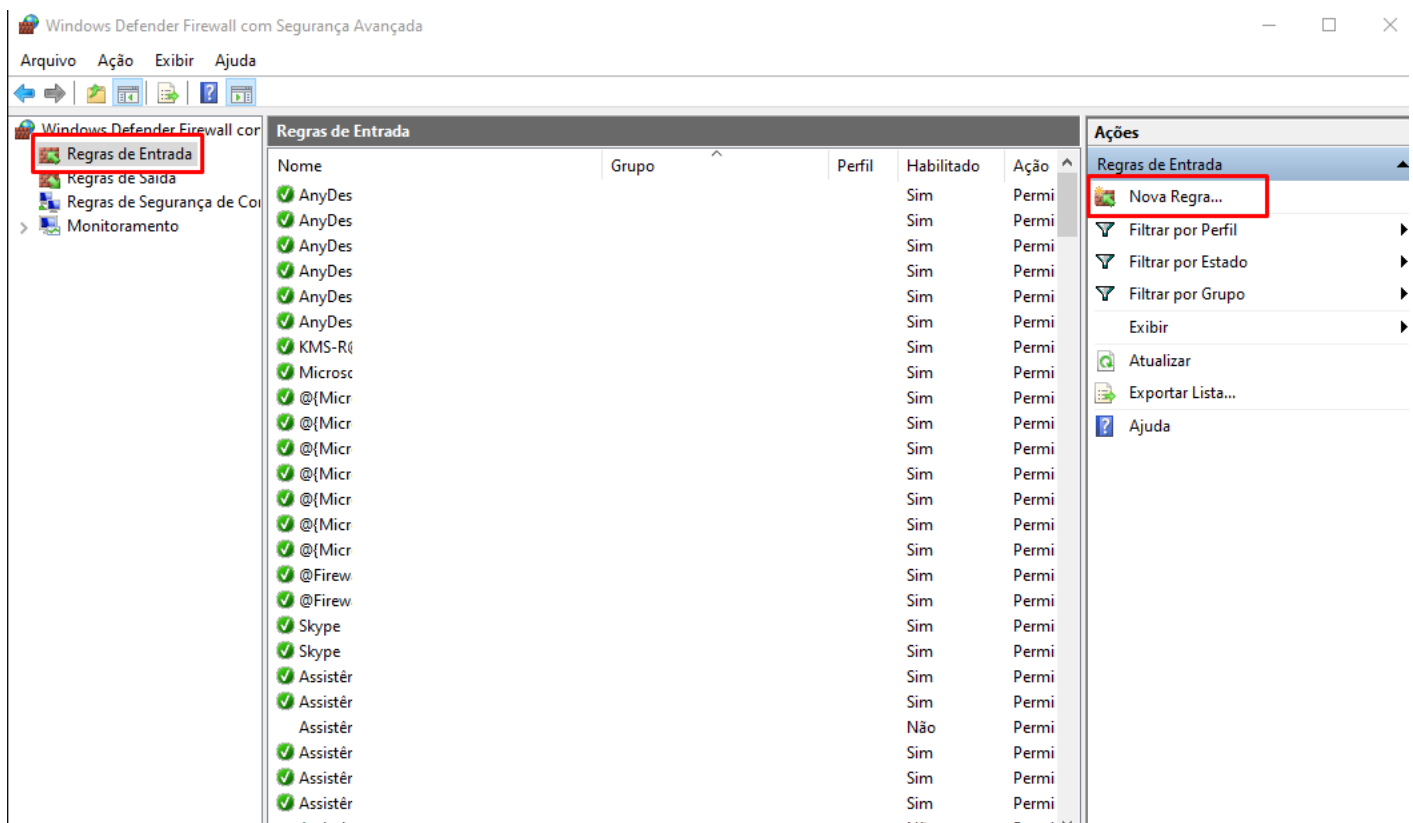 Windows Defender Firewall com Segurança Avançada
Arquivo Ação Exibir Ajuda
Windows Defender Firewall cor
Regras de Entrada
Regras de Saída
Regras de Segurança de Co
Monitoramento
Regras de Entrada
Nome Grupo Perfil Habilitado Ação
AnyDes Sim Permi
AnyDes Sim Permi
AnyDes Sim Permi
AnyDes Sim Permi
AnyDes Sim Permi
AnyDes Sim Permi
KMS-R@ Sim Permi
Microsc Sim Permi
@{Micr Sim Permi
@{Micr Sim Permi
@{Micr Sim Permi
@{Micr Sim Permi
@{Micr Sim Permi
@{Micr Sim Permi
@{Micr Sim Permi
@Firew Sim Permi
@Firew Sim Permi
Skype Sim Permi
Skype Sim Permi
Assistêr Sim Permi
Assistêr Sim Permi
Assistêr Não Permi
Assistêr Sim Permi
Assistêr Sim Permi
Assistêr Sim Permi
Ações
Regras de Entrada
Nova Regra...
Filtrar por Perfil
Filtrar por Estado
Filtrar por Grupo
Exibir
Atualizar
Exportar Lista...
Ajuda